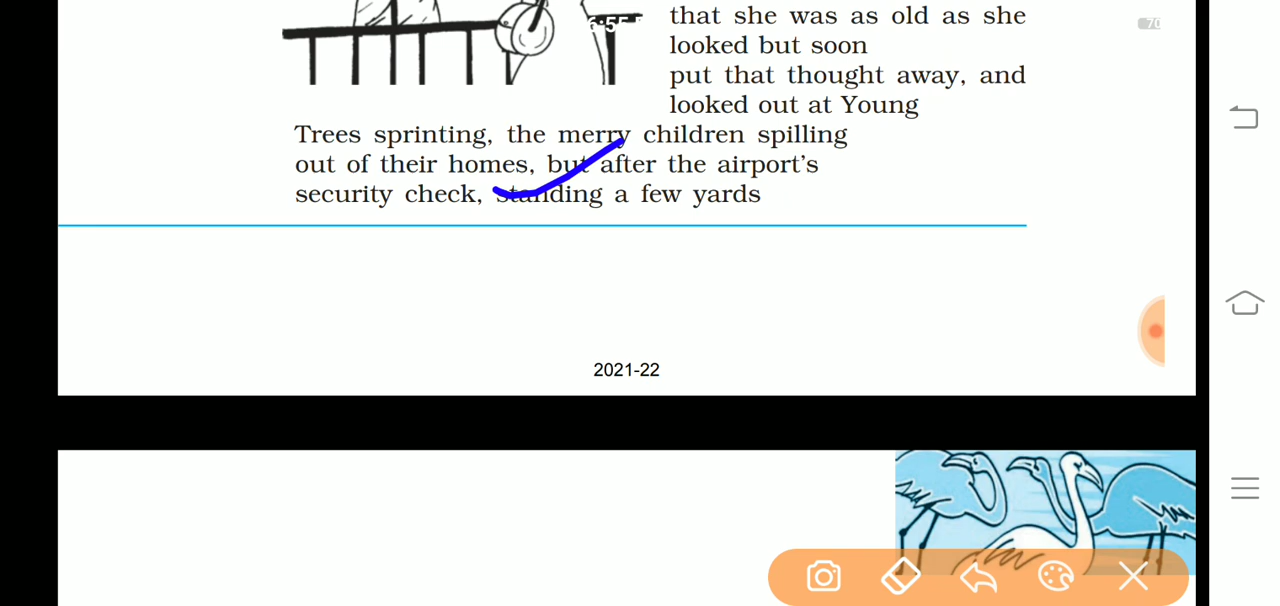 that she was as old as she
looked but soon
put that thought away, and
looked out at Young
Trees sprinting, the merry children spilling
out of their homes, but after the airport's
security check, standing a few yards
2021-22